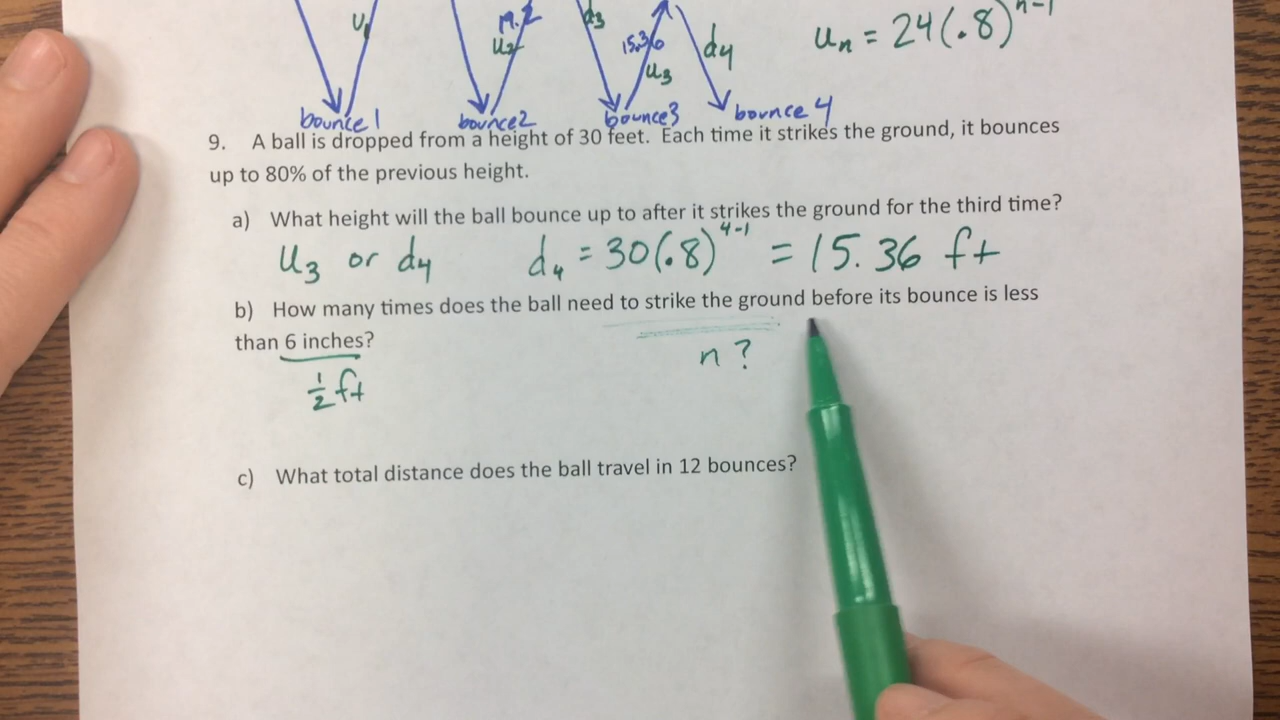 u₁ 19.2 d₃ 15.36 d₄ uₙ = 24(.8)ⁿ⁻¹
u₂ u₃
bounce 1 bounce 2 bounce 3 bounce 4
9. A ball is dropped from a height of 30 feet. Each time it strikes the ground, it bounces
up to 80% of the previous height.
a) What height will the ball bounce up to after it strikes the ground for the third time?
u₃ or d₄ d₄ = 30(.8)⁴⁻¹ = 15.36 ft
b) How many times does the ball need to strike the ground before its bounce is less
than 6 inches?
n?
½ ft
c) What total distance does the ball travel in 12 bounces?